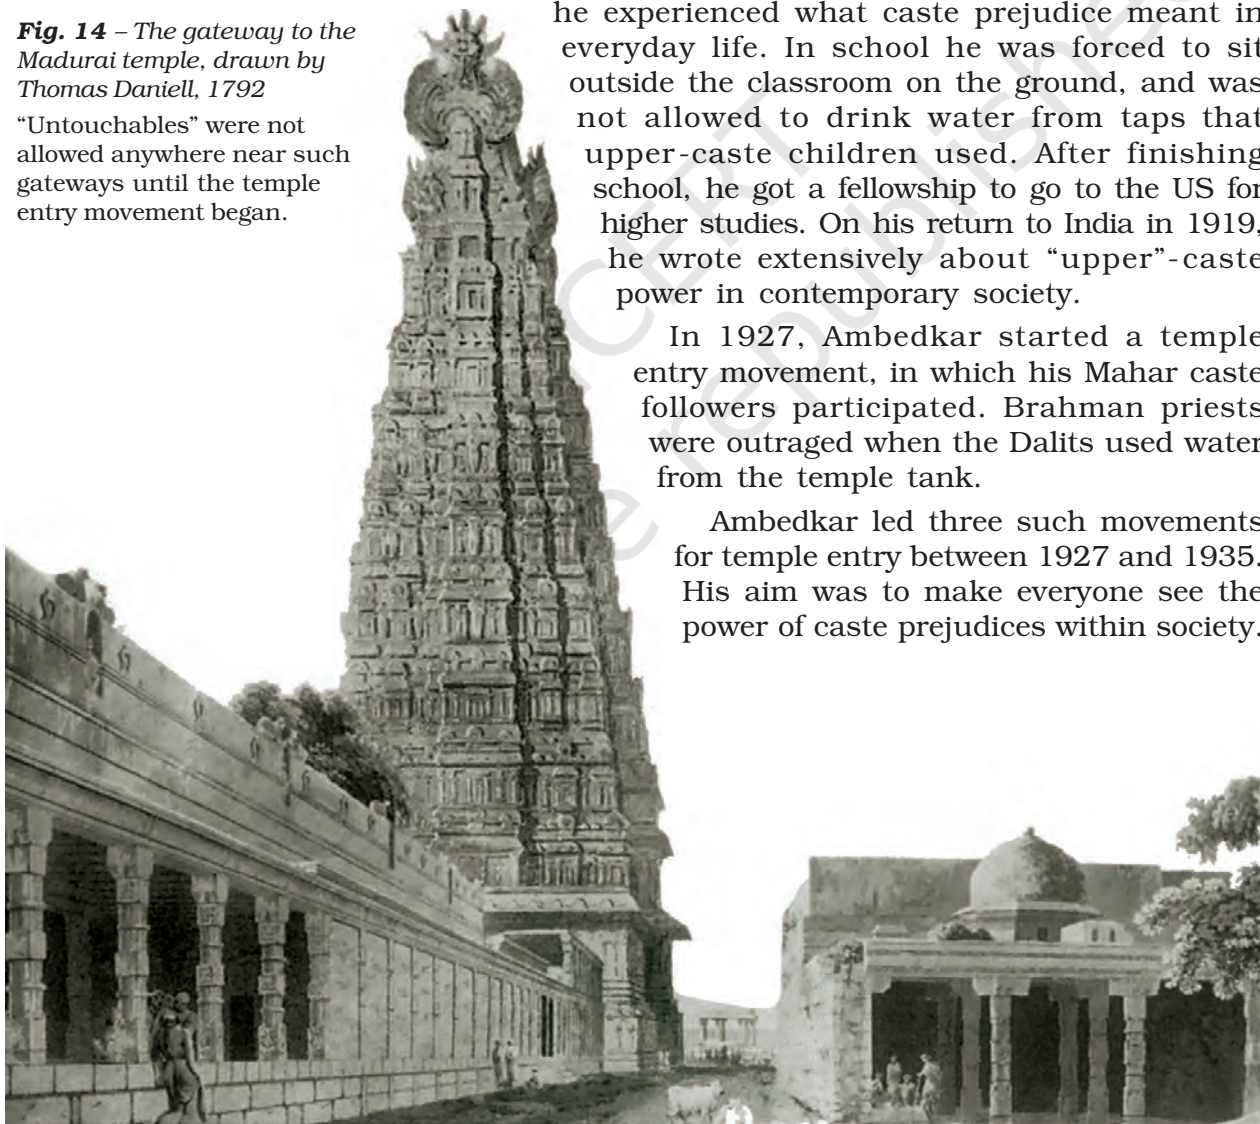 Fig. 14 – The gateway to the
Madurai temple, drawn by
Thomas Daniell, 1792
“Untouchables” were not
allowed anywhere near such
gateways until the temple
entry movement began.
he experienced what caste prejudice meant in
everyday life. In school he was forced to sit
outside the classroom on the ground, and was
not allowed to drink water from taps that
upper-caste children used. After finishing
school, he got a fellowship to go to the US for
higher studies. On his return to India in 1919,
he wrote extensively about “upper”-caste
power in contemporary society.
In 1927, Ambedkar started a temple
entry movement, in which his Mahar caste
followers participated. Brahman priests
were outraged when the Dalits used water
from the temple tank.
Ambedkar led three such movements
for temple entry between 1927 and 1935.
His aim was to make everyone see the
power of caste prejudices within society.
NCERT
republished